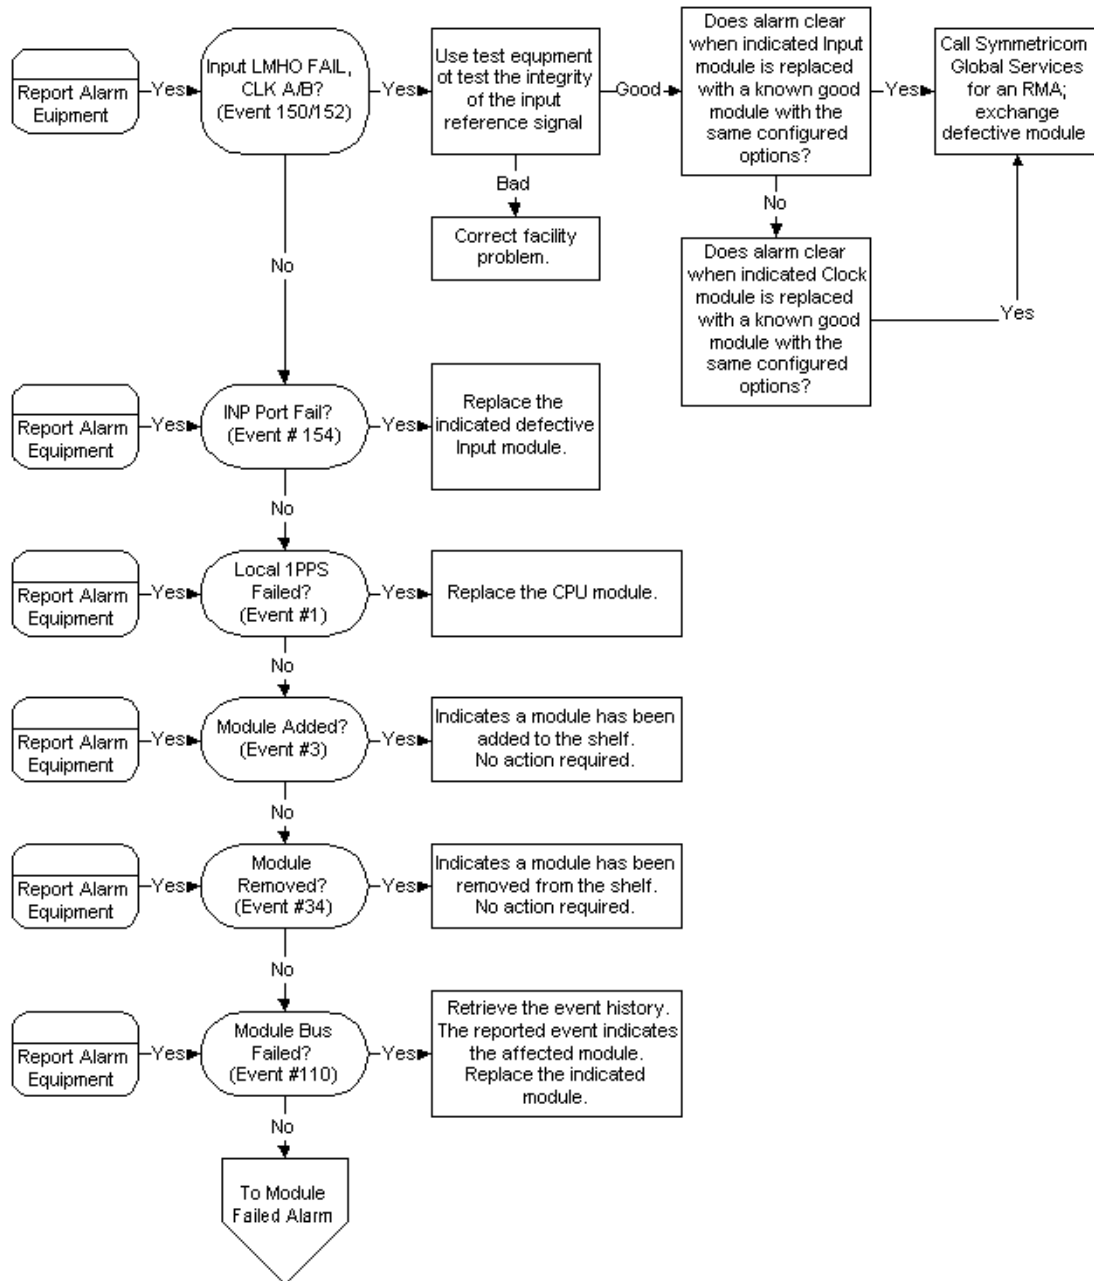 Report Alarm
Euipment
Yes
Input LMHO FAIL,
CLK A/B?
(Event 150/152)
Yes
Use test equpment
ot test the integrity
of the input
reference signal
Good
Does alarm clear
when indicated Input
module is replaced
with a known good
module with the
same configured
options?
Yes
Call Symmetricom
Global Services
for an RMA;
exchange
defective module
Bad
Correct facility
problem.
No
Does alarm clear
when indicated Clock
module is replaced
with a known good
module with the
same configured
options?
Yes
No
Report Alarm
Equipment
Yes
INP Port Fail?
(Event # 154)
Yes
Replace the
indicated defective
Input module.
No
Report Alarm
Equipment
Yes
Local 1PPS
Failed?
(Event #1)
Yes
Replace the CPU module.
No
Report Alarm
Equipment
Yes
Module Added?
(Event #3)
Yes
Indicates a module has been
added to the shelf.
No action required.
No
Report Alarm
Equipment
Yes
Module
Removed?
(Event #34)
Yes
Indicates a module has been
removed from the shelf.
No action required.
No
Report Alarm
Equipment
Yes
Module Bus
Failed?
(Event #110)
Yes
Retrieve the event history.
The reported event indicates
the affected module.
Replace the indicated
module.
No
To Module
Failed Alarm